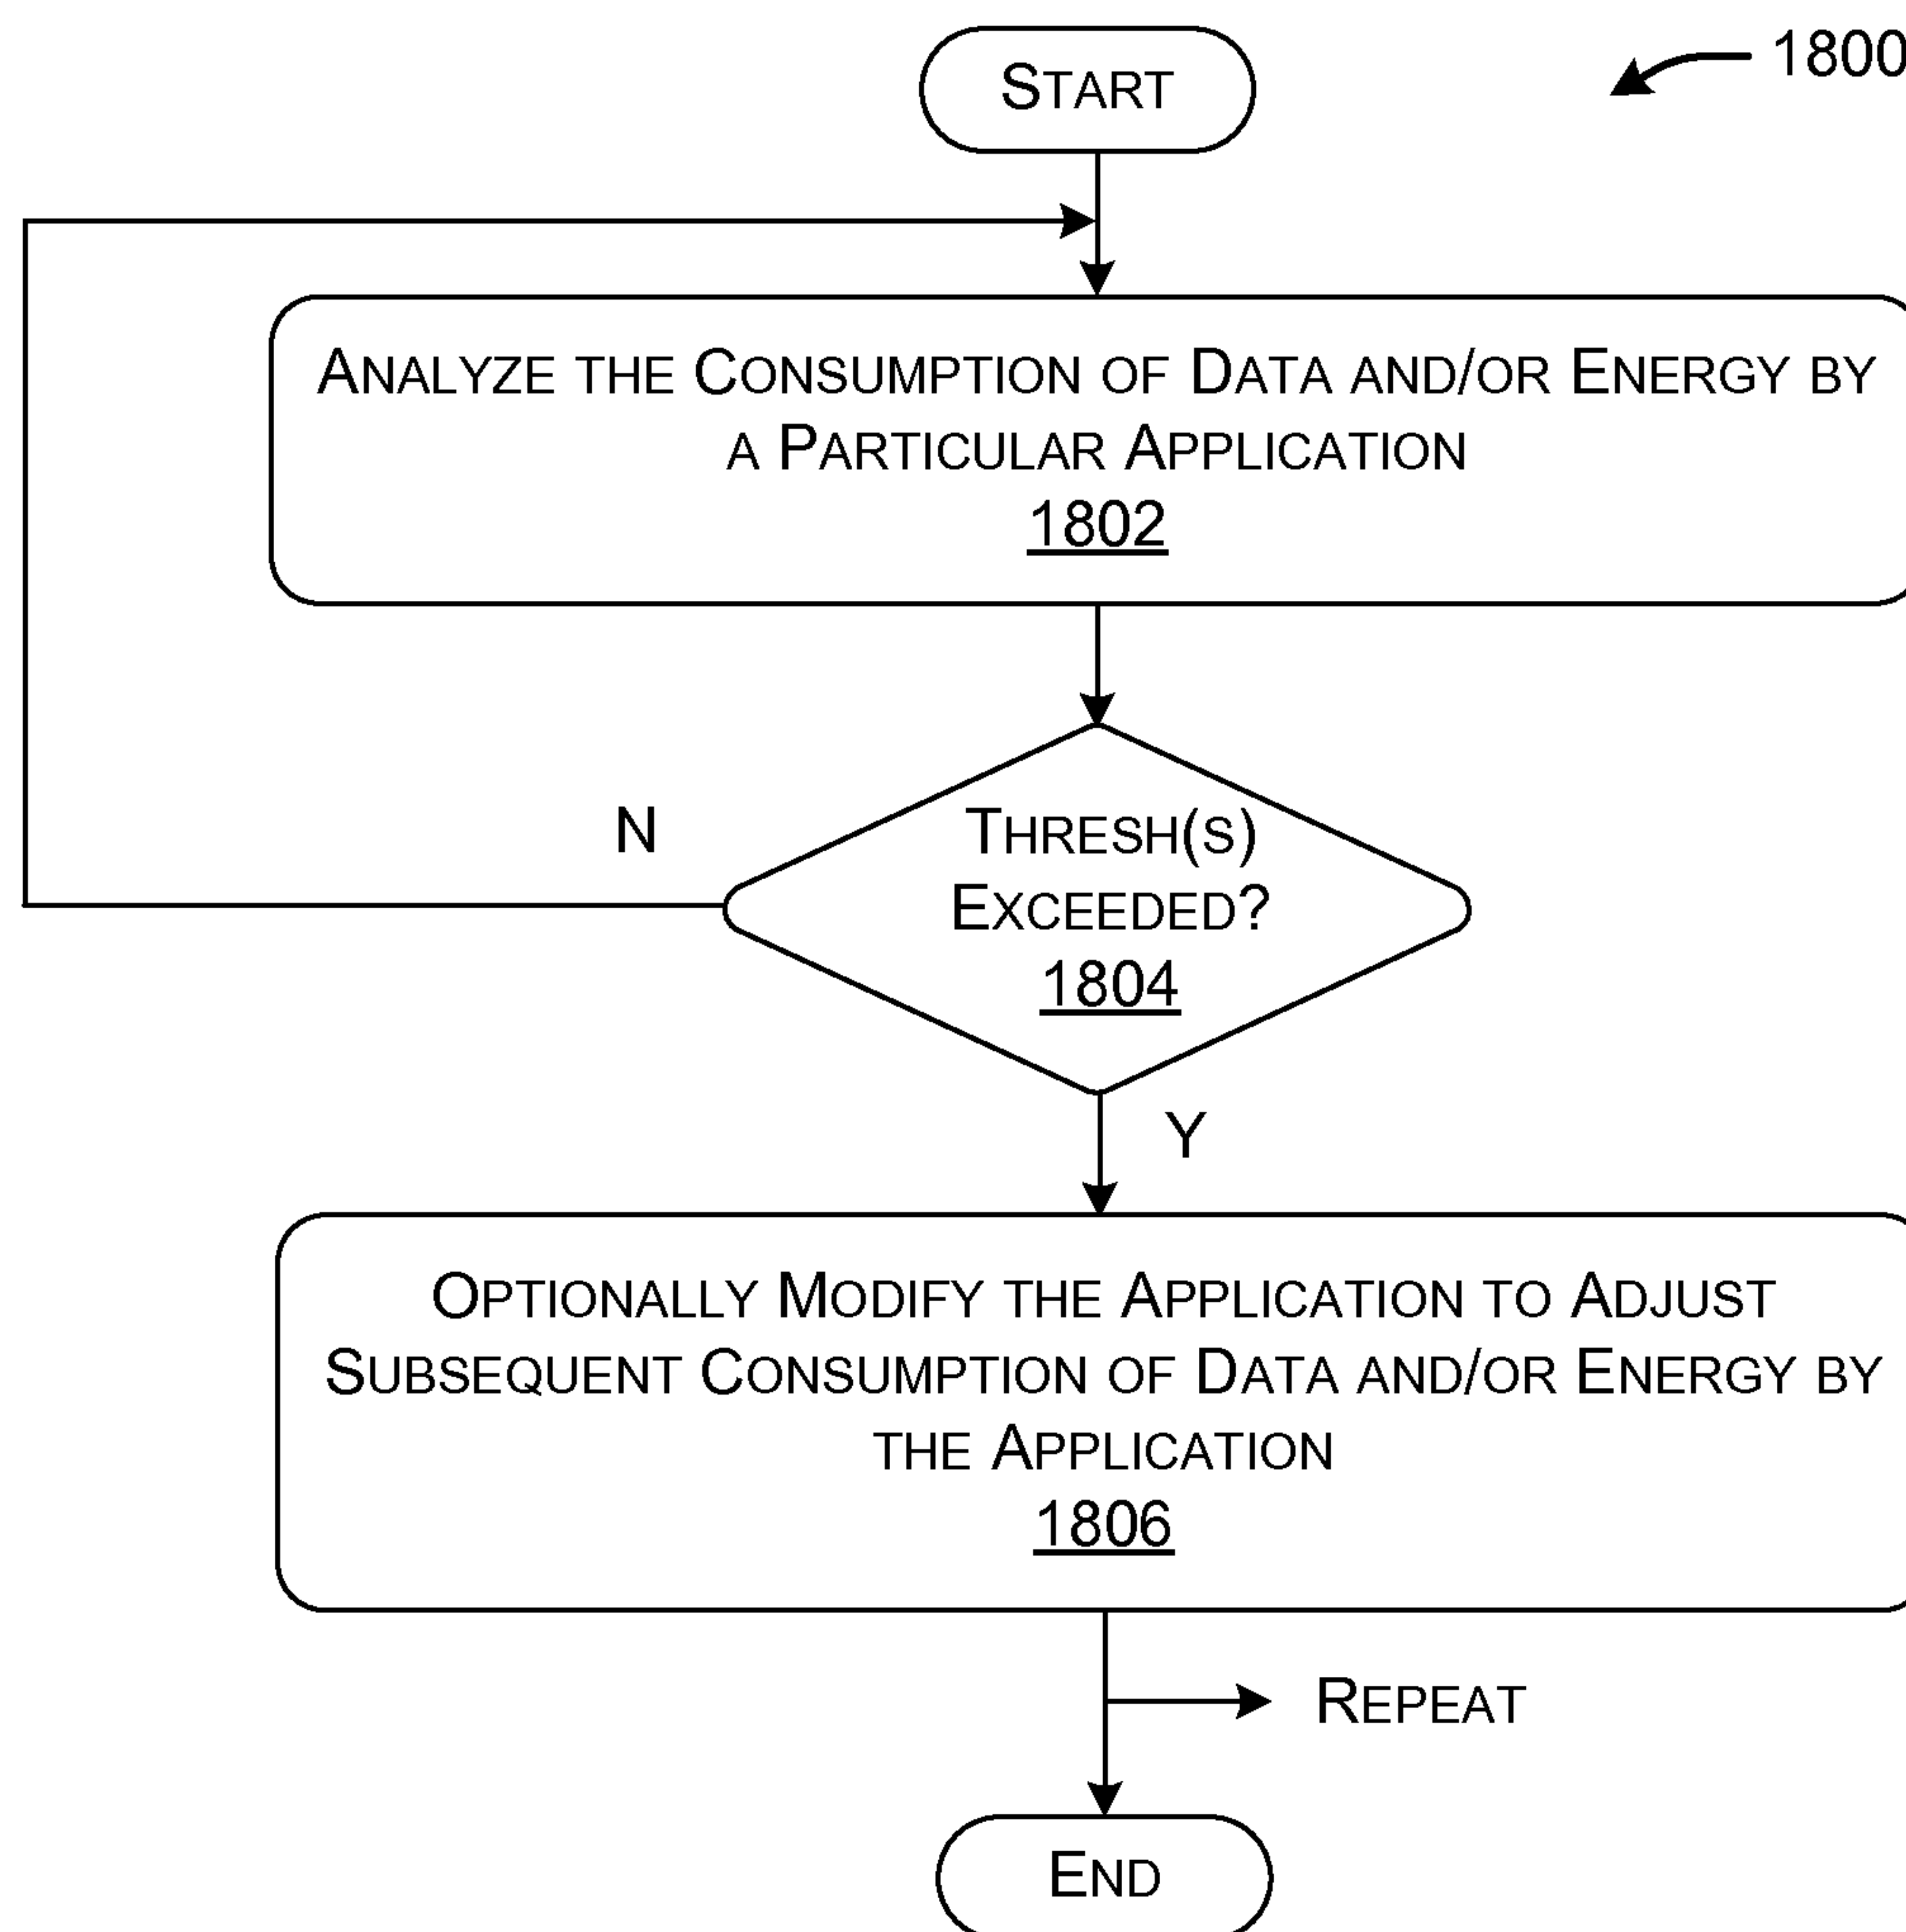 START
1800
ANALYZE THE CONSUMPTION OF DATA AND/OR ENERGY BY
A PARTICULAR APPLICATION
1802
N
THRESH(S)
EXCEEDED?
1804
Y
OPTIONALLY MODIFY THE APPLICATION TO ADJUST
SUBSEQUENT CONSUMPTION OF DATA AND/OR ENERGY BY
THE APPLICATION
1806
REPEAT
END